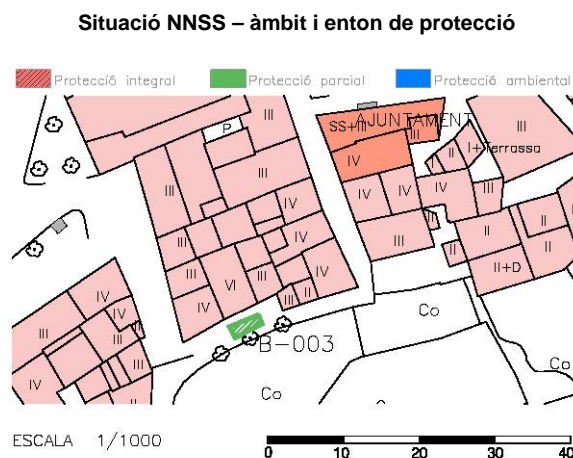 Situació NNSS – àmbit i enton de protecció
Protecció integral Protecció parcial Protecció ambiental
AJUNTAMENT
SS+III III
P III
IV II I+Terrassa
III III
IV IV IV IV III
IV II
III IV III II II
III II
III VI III IV II+D
IV IV III II
IV
III IV
B-003 Co
IV III
Co Co
ESCALA 1/1000
0 10 20 30 40